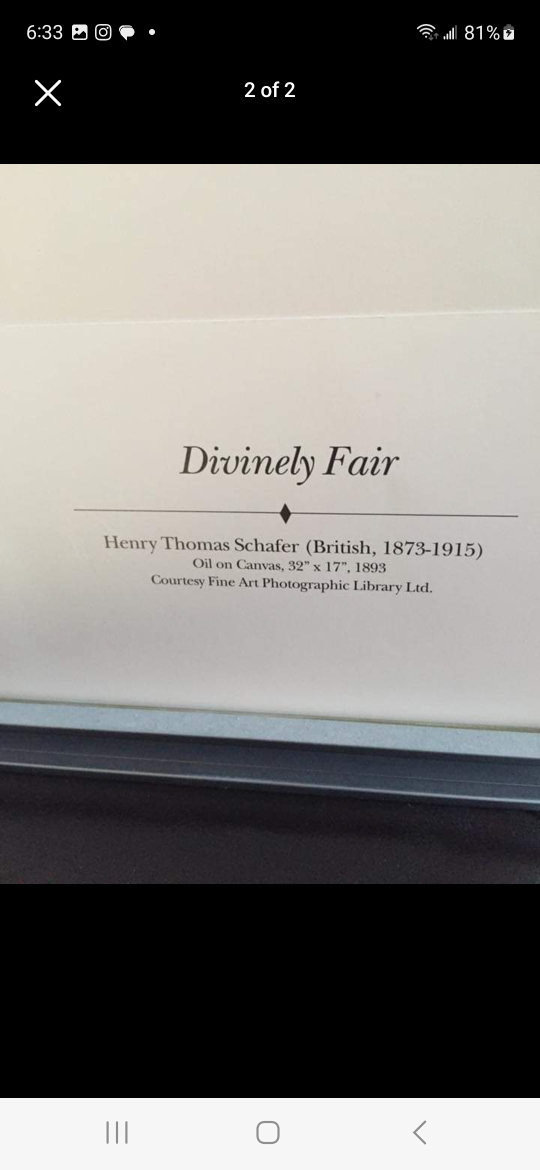 6:33
81%
2 of 2
Divinely Fair
Henry Thomas Schafer (British, 1873-1915)
Oil on Canvas, 32” x 17”, 1893
Courtesy Fine Art Photographic Library Ltd.